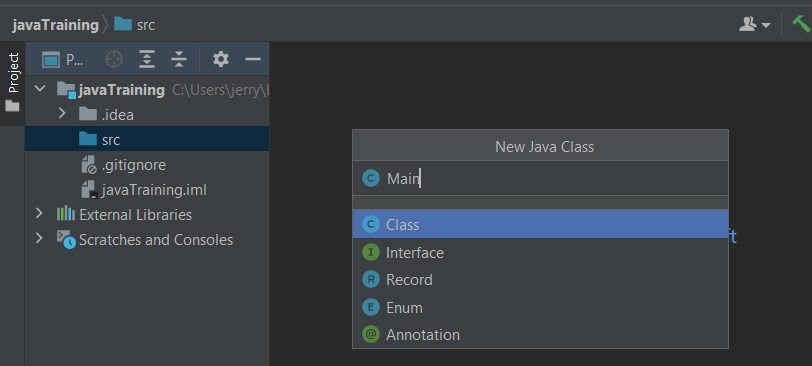 javaTraining src
Project
P...
javaTraining C:\Users\jerry\
.idea
src
.gitignore
javaTraining.iml
External Libraries
Scratches and Consoles
New Java Class
C Main
C Class
I Interface
R Record
E Enum
@ Annotation